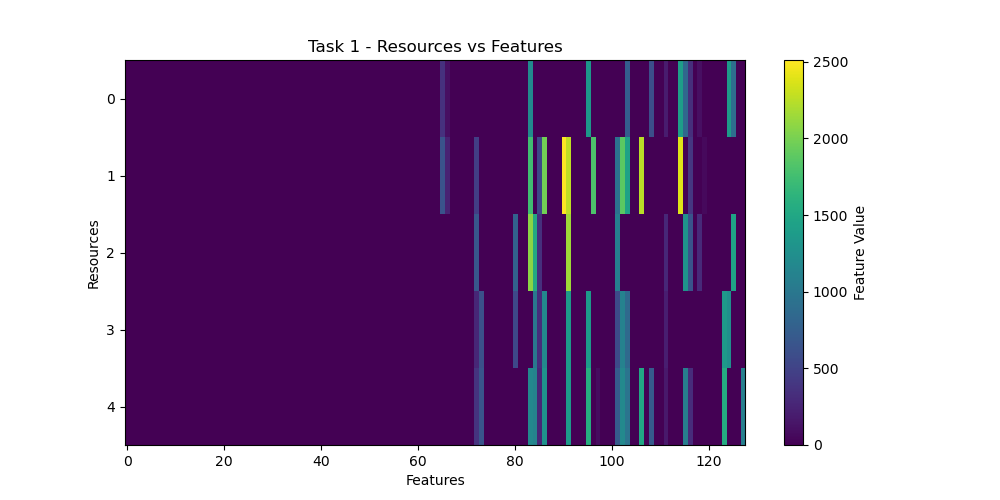 Task 1 - Resources vs Features
Resources
0
1
2
3
4
0 20 40 60 80 100 120
Features
2500
2000
1500
1000
500
0
Feature Value